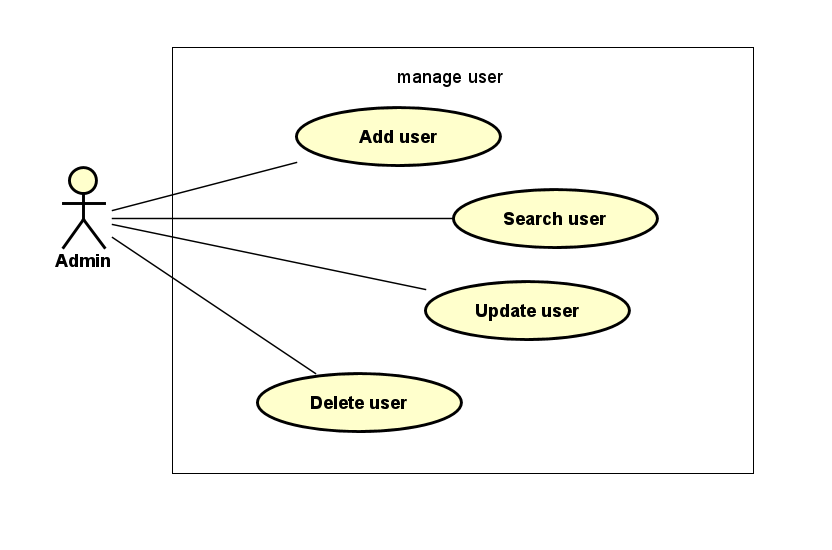 manage user
Add user
Search user
Admin
Update user
Delete user